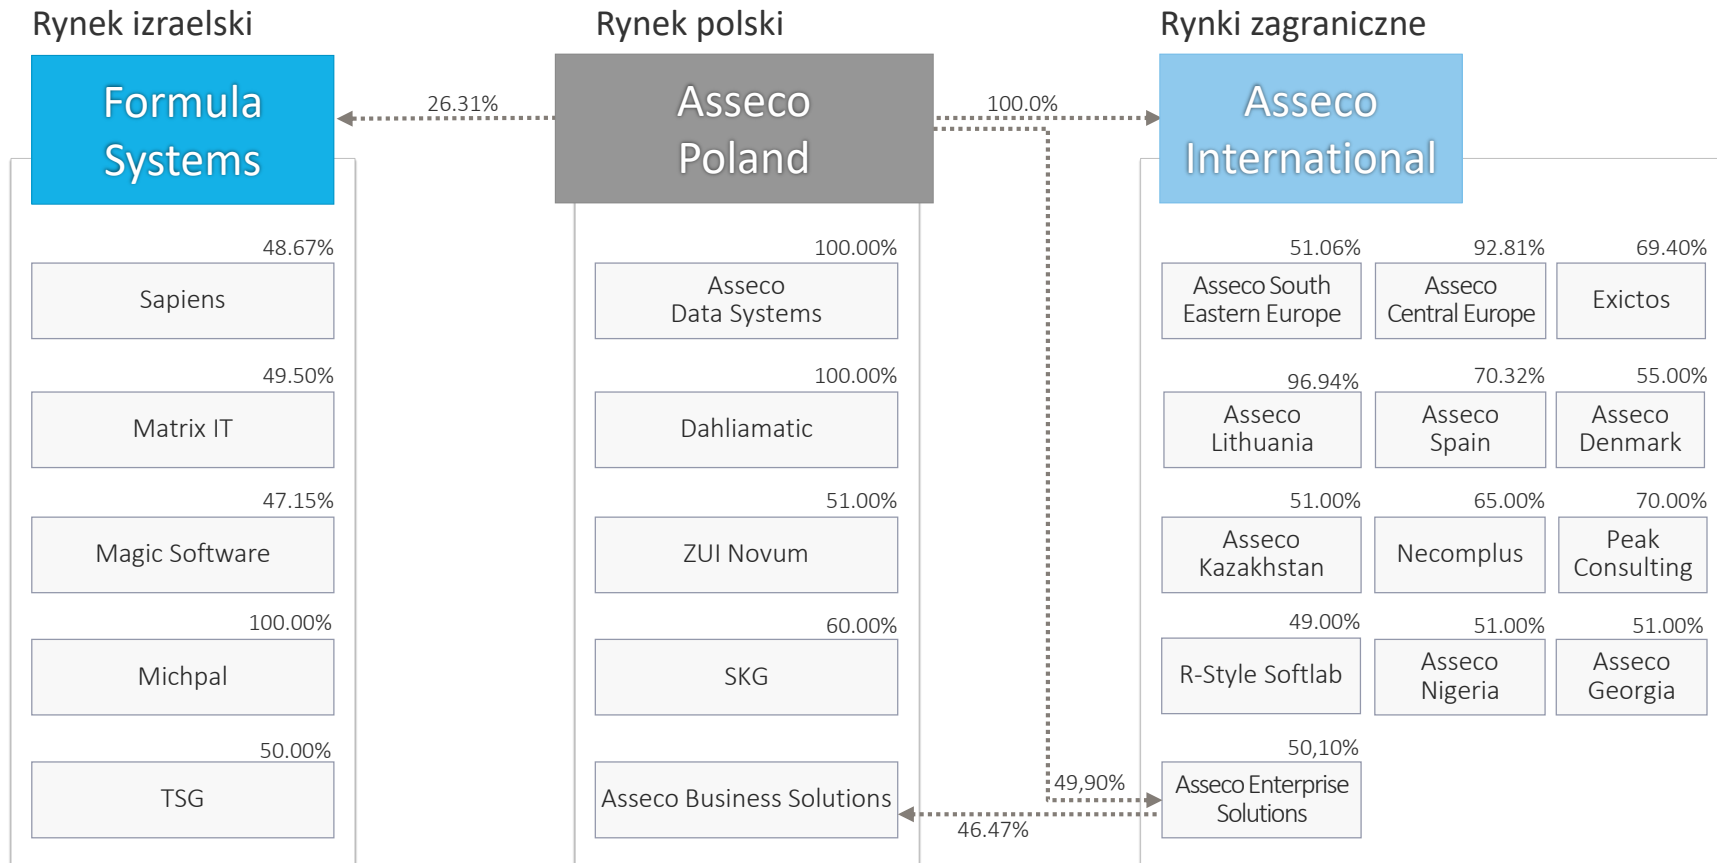 Rynek izraelski
Rynek polski
Rynki zagraniczne
Formula
Systems
26.31%
Asseco
Poland
100.0%
Asseco
International
48.67%
Sapiens
49.50%
Matrix IT
47.15%
Magic Software
100.00%
Michpal
50.00%
TSG
100.00%
Asseco
Data Systems
100.00%
Dahliamatic
51.00%
ZUI Novum
60.00%
SKG
Asseco Business Solutions
49,90%
46.47%
51.06%
Asseco South
Eastern Europe
92.81%
Asseco
Central Europe
69.40%
Exictos
96.94%
Asseco
Lithuania
70.32%
Asseco
Spain
55.00%
Asseco
Denmark
51.00%
Asseco
Kazakhstan
65.00%
Necomplus
70.00%
Peak
Consulting
49.00%
R-Style Softlab
51.00%
Asseco
Nigeria
51.00%
Asseco
Georgia
50,10%
Asseco Enterprise
Solutions